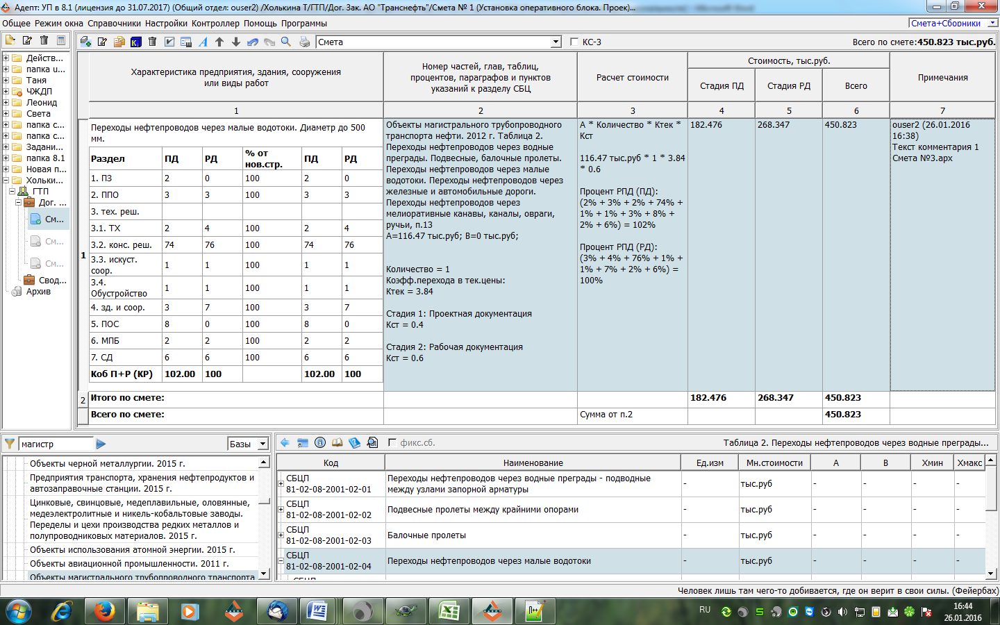 Адепт: УП в 8.1 (лицензия до 31.07.2017) (Общий отдел: ouser2) /Холькина Т/ГТП/Дог. Зак. АО "Транснефть"/Смета № 1 (Установка оперативного блока. Проек)...
Общее Режим окна Справочники Настройки Контроллер Помощь Программы
Смета+Сборники
Смета
КС-3
Всего по смете:450.823 тыс.руб.
Действ...
папка u...
Таня
ЧЖДП
Леонид
Света
папка с...
папка с...
Задани...
папка 8.1
Новая п...
Хольки...
ГТП
Дог. ...
См...
См...
См...
Свод...
Архив
Характеристика предприятия, здания, сооружения
или виды работ
Номер частей, глав, таблиц,
процентов, параграфов и пунктов
указаний к разделу СБЦ
Расчет стоимости
Стоимость, тыс.руб.
Стадия ПД
Стадия РД
Всего
Примечания
1 2 3 4 5 6 7
1
Переходы нефтепроводов через малые водотоки. Диаметр до 500
мм.
Раздел ПД РД % от нов.стр. ПД РД
1. ПЗ 2 0 100 2 0
2. ППО 3 3 100 3 3
3. тех. реш.
3.1. ТХ 2 4 100 2 4
3.2. конс. реш. 74 76 100 74 76
3.3. искуст. соор. 1 1 100 1 1
3.4. Обустройство 1 1 100 1 1
4. зд. и соор. 3 7 100 3 7
5. ПОС 8 0 100 8 0
6. МПБ 2 2 100 2 2
7. СД 6 6 100 6 6
Коб П+Р (КР) 102.00 100 102.00 100
Объекты магистрального трубопроводного
транспорта нефти. 2012 г. Таблица 2.
Переходы нефтепроводов через водные
преграды. Подвесные, балочные пролеты.
Переходы нефтепроводов через малые
водотоки. Переходы нефтепроводов через
железные и автомобильные дороги.
Переходы нефтепроводов через
мелиоративные канавы, каналы, овраги,
ручьи, п.13
А=116.47 тыс.руб; В=0 тыс.руб;
Количество = 1
Коэфф.перехода в тек.цены:
Ктек = 3.84
Стадия 1: Проектная документация
Кст = 0.4
Стадия 2: Рабочая документация
Кст = 0.6
А * Количество * Ктек *
Кст
116.47 тыс.руб * 1 * 3.84
* 0.6
Процент РПД (ПД):
(2% + 3% + 2% + 74% +
1% + 1% + 3% + 8% +
2% + 6%) = 102%
Процент РПД (РД):
(3% + 4% + 76% + 1% +
1% + 7% + 2% + 6%) =
100%
182.476 268.347 450.823
ouser2 (26.01.2016
16:38)
Текст комментария 1
Смета №3.арх
2 Итого по смете: 182.476 268.347 450.823
Всего по смете: Сумма от п.2 450.823
магистр
Базы
Объекты черной металлургии. 2015 г.
Предприятия транспорта, хранения нефтепродуктов и
автозаправочные станции. 2015 г.
Цинковые, свинцовые, медеплавильные, оловянные,
медеэлектролитные и никель-кобальтовые заводы.
Переделы и цехи производства редких металлов и
полупроводниковых материалов. 2015 г.
Объекты использования атомной энергии. 2015 г.
Объекты авиационной промышленности. 2011 г.
Объекты магистрального трубопроводного транспорта
фикс.сб.
Таблица 2. Переходы нефтепроводов через водные преграды...
Код Наименование Ед.изм Мн.стоимости А В Хмин Хмакс
СБЦП
81-02-08-2001-02-01
Переходы нефтепроводов через водные преграды - подводные
между узлами запорной арматуры
- тыс.руб - - - -
СБЦП
81-02-08-2001-02-02
Подвесные пролеты между крайними опорами
- тыс.руб - - - -
СБЦП
81-02-08-2001-02-03
Балочные пролеты
- тыс.руб - - - -
СБЦП
81-02-08-2001-02-04
Переходы нефтепроводов через малые водотоки
- тыс.руб - - - -
СБЦП
Человек лишь там чего-то добивается, где он верит в свои силы. (Фейербах)
RU
16:44
26.01.2016